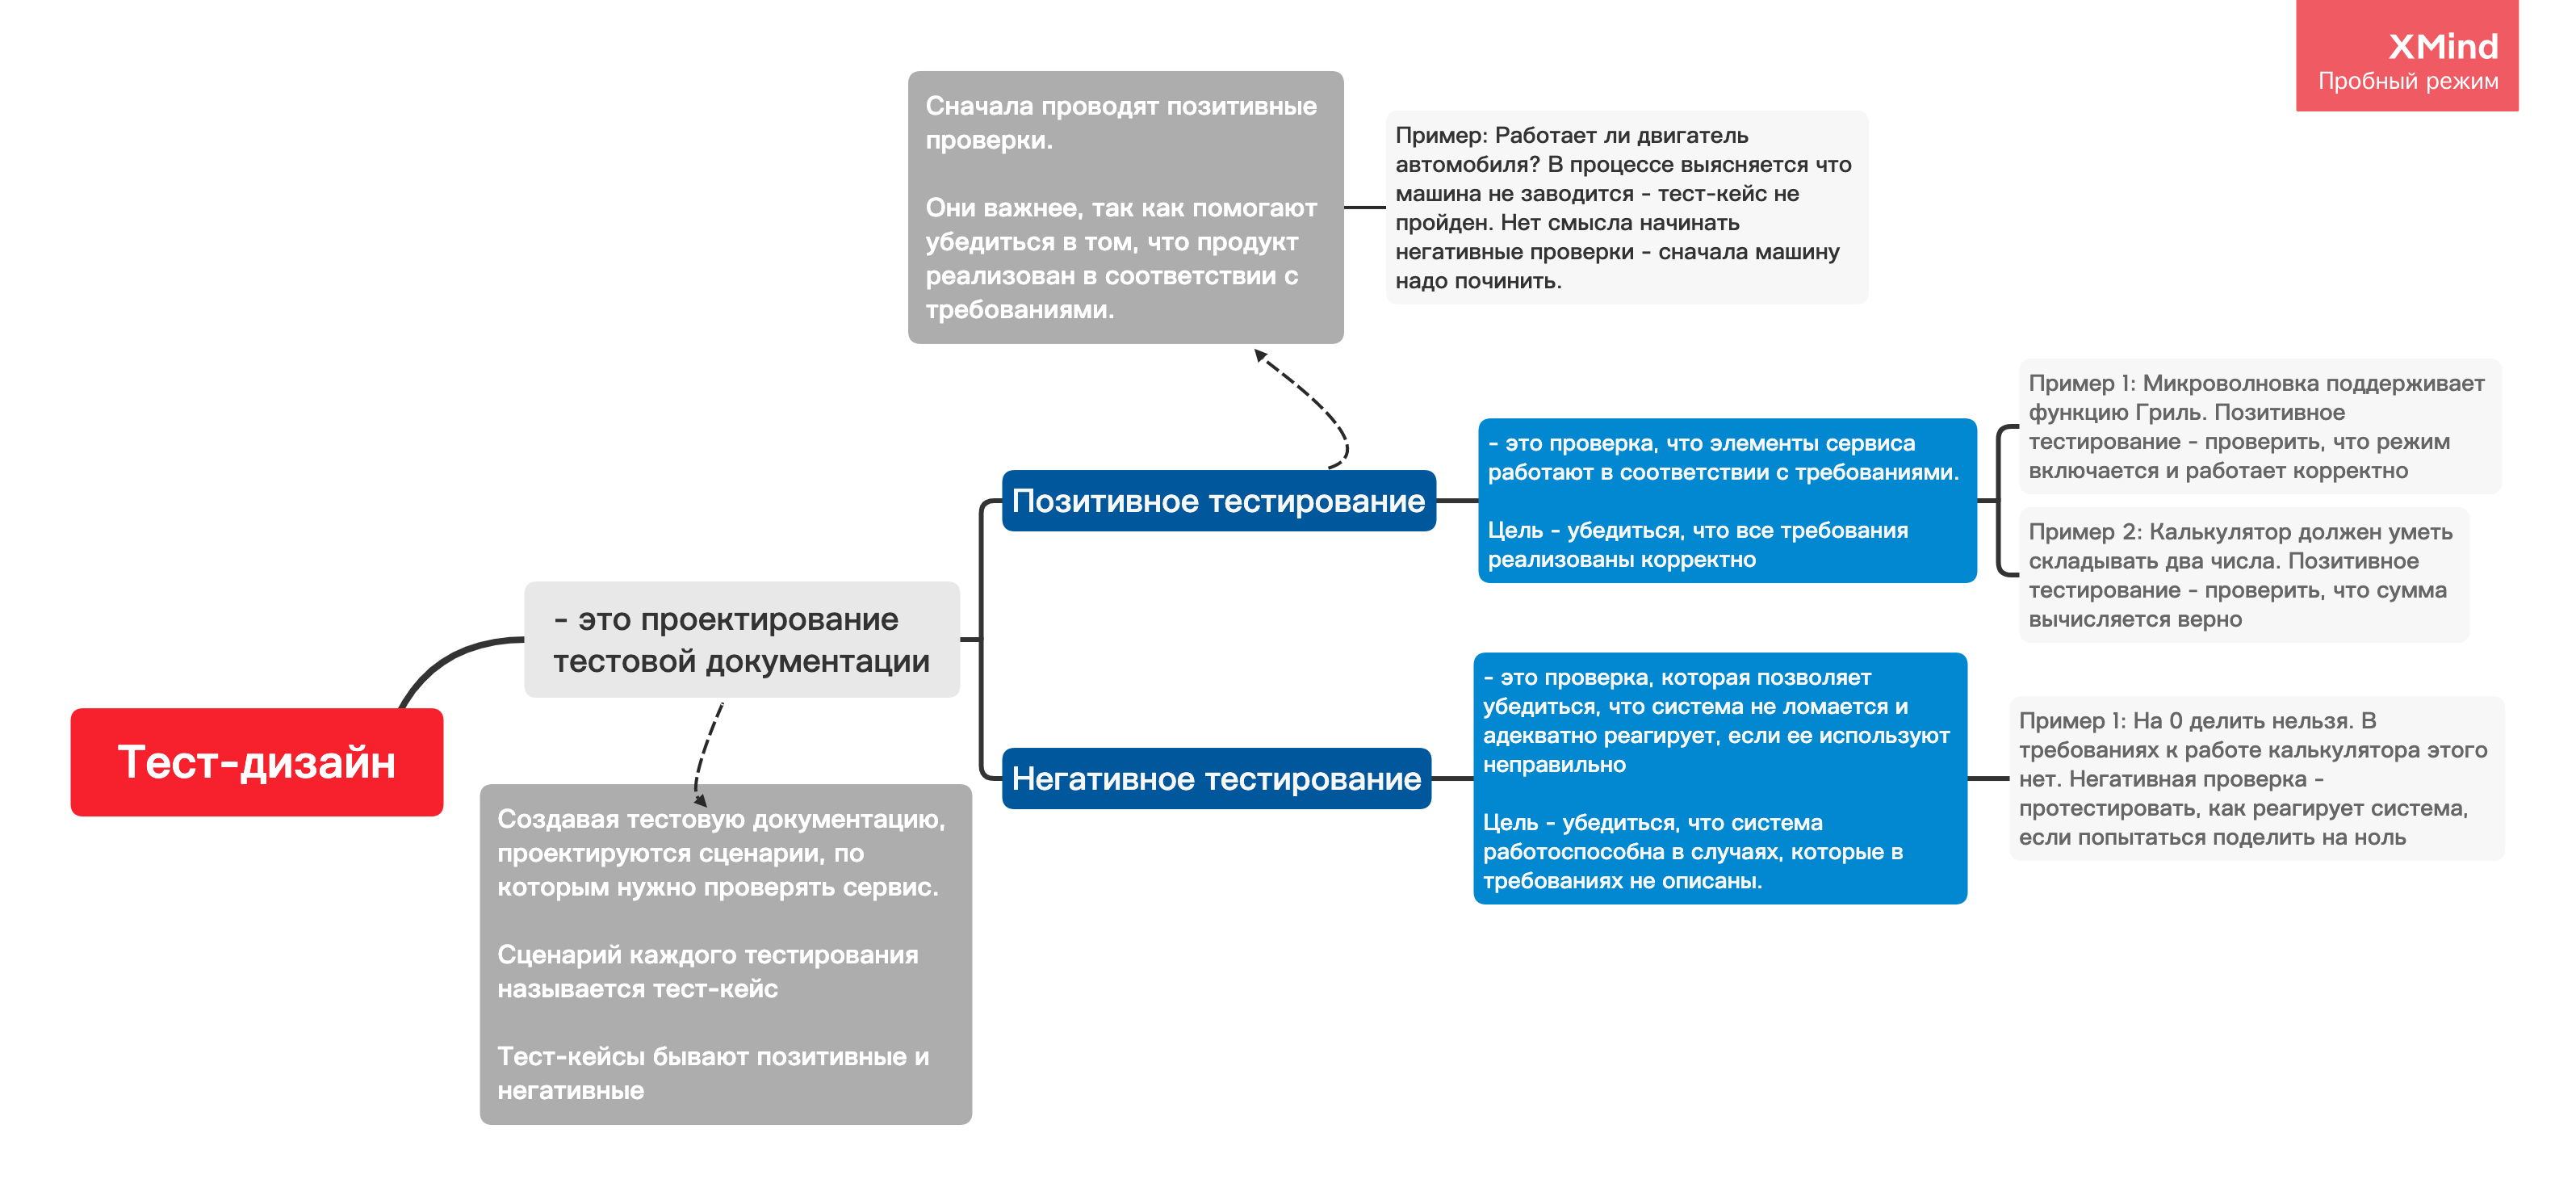 XMind
Пробный режим
Сначала проводят позитивные
проверки.
Они важнее, так как помогают
убедиться в том, что продукт
реализован в соответствии с
требованиями.
Пример: Работает ли двигатель
автомобиля? В процессе выясняется что
машина не заводится - тест-кейс не
пройден. Нет смысла начинать
негативные проверки - сначала машину
надо починить.
Позитивное тестирование
- это проверка, что элементы сервиса
работают в соответствии с требованиями.
Цель - убедиться, что все требования
реализованы корректно
Пример 1: Микроволновка поддерживает
функцию Гриль. Позитивное
тестирование - проверить, что режим
включается и работает корректно
Пример 2: Калькулятор должен уметь
складывать два числа. Позитивное
тестирование - проверить, что сумма
вычисляется верно
- это проектирование
тестовой документации
Тест-дизайн
Негативное тестирование
- это проверка, которая позволяет
убедиться, что система не ломается и
адекватно реагирует, если ее используют
неправильно
Цель - убедиться, что система
работоспособна в случаях, которые в
требованиях не описаны.
Пример 1: На 0 делить нельзя. В
требованиях к работе калькулятора этого
нет. Негативная проверка -
протестировать, как реагирует система,
если попытаться поделить на ноль
Создавая тестовую документацию,
проектируются сценарии, по
которым нужно проверять сервис.
Сценарий каждого тестирования
называется тест-кейс
Тест-кейсы бывают позитивные и
негативные